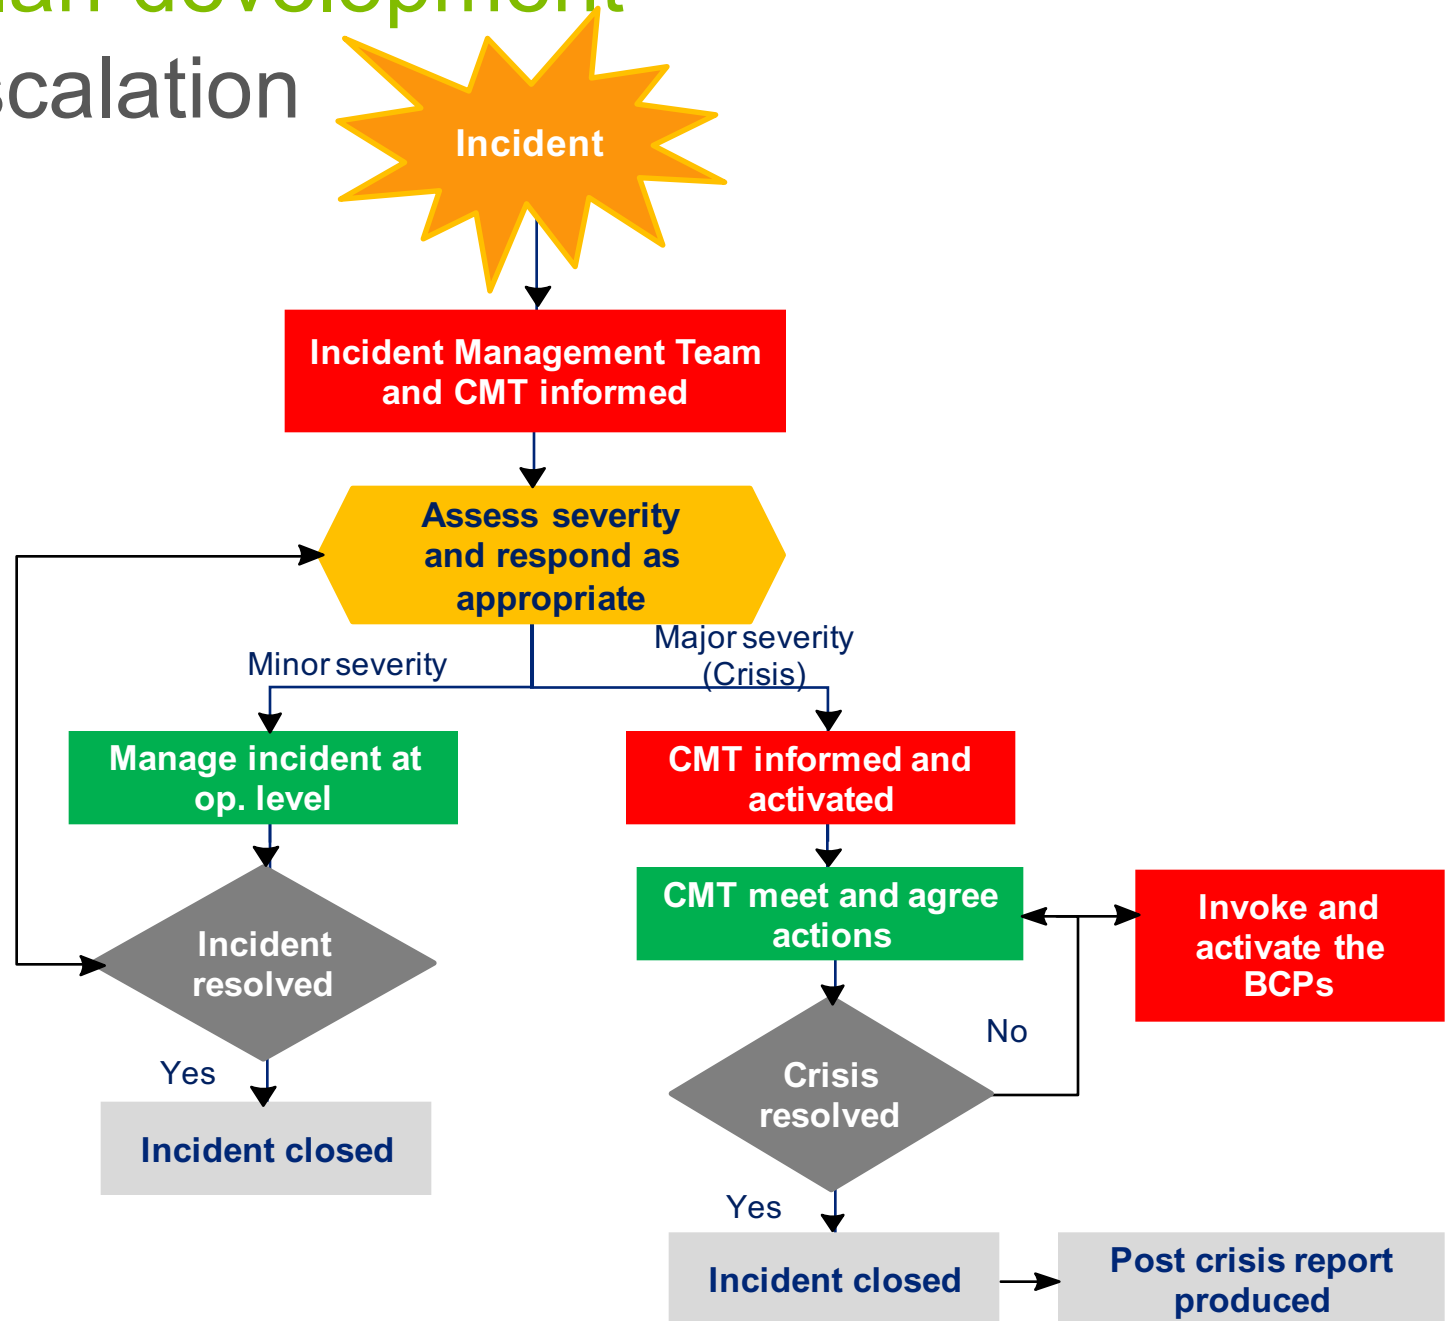 development
scalation
Incident
Incident Management Team
and CMT informed
Assess severity
and respond as
appropriate
Minor severity
Major severity
(Crisis)
Manage incident at
op. level
CMT informed and
activated
CMT meet and agree
actions
Invoke and
activate the
BCPs
Incident
resolved
No
Crisis
resolved
Yes
Incident closed
Yes
Incident closed
Post crisis report
produced